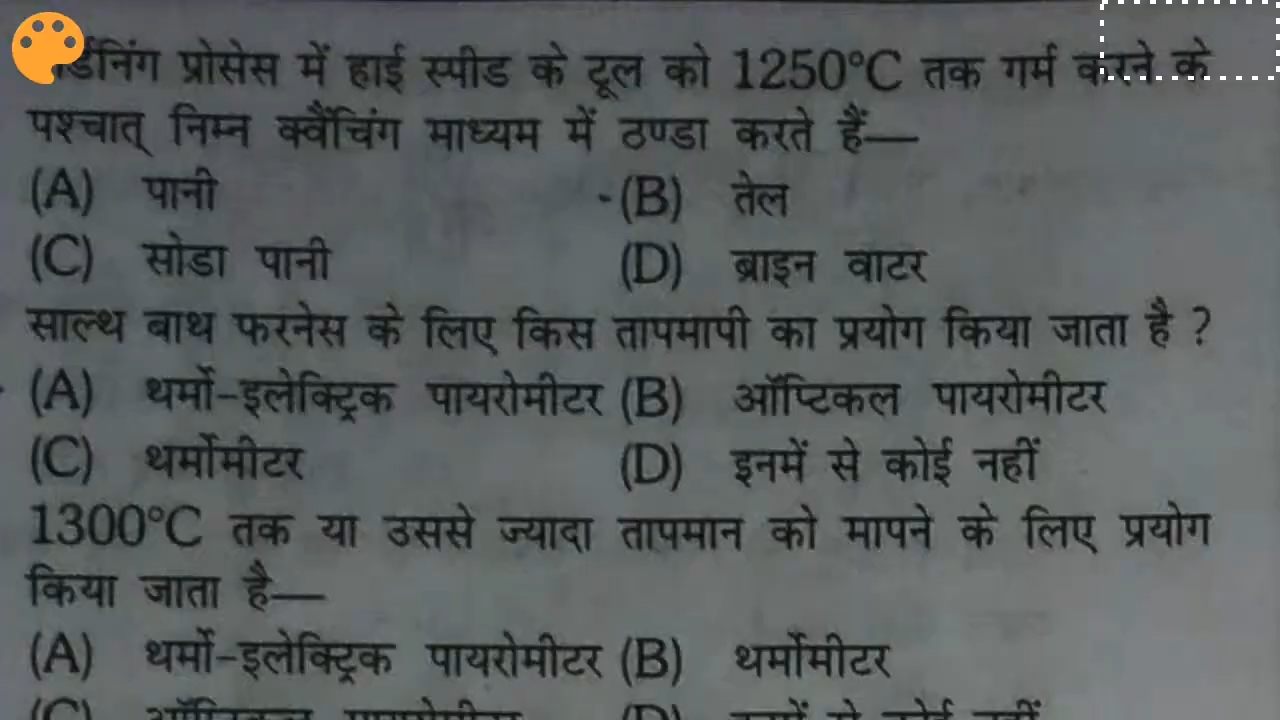 प्रोसेस में हाई स्पीड के टूल को 1250°C तक गर्म करने के
पश्चात् निम्न क्वैंचिंग माध्यम में ठण्डा करते हैं—
(A) पानी (B) तेल
(C) सोडा पानी (D) ब्राइन वाटर
साल्थ बाथ फरनेस के लिए किस तापमापी का प्रयोग किया जाता है ?
(A) थर्मो-इलेक्ट्रिक पायरोमीटर (B) ऑप्टिकल पायरोमीटर
(C) थर्मोमीटर (D) इनमें से कोई नहीं
1300°C तक या उससे ज्यादा तापमान को मापने के लिए प्रयोग
किया जाता है—
(A) थर्मो-इलेक्ट्रिक पायरोमीटर (B) थर्मोमीटर